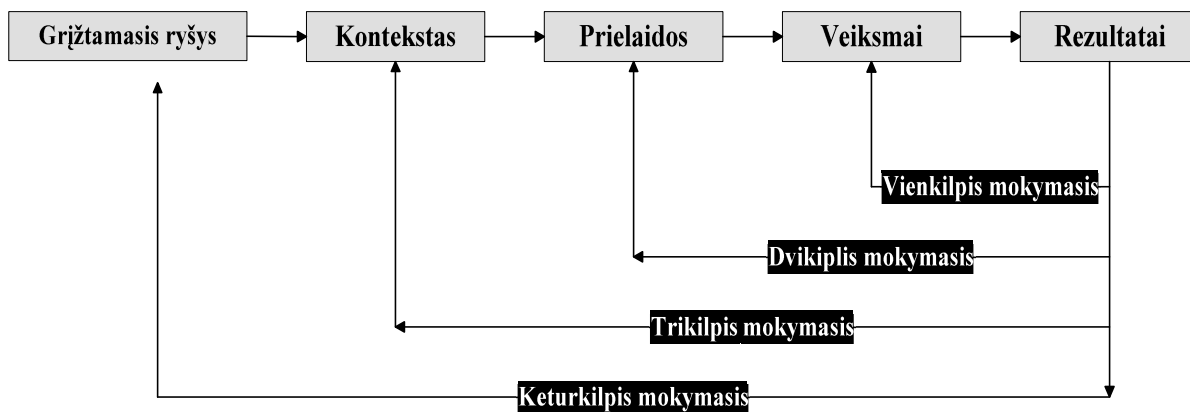 Grįžtamasis ryšys
Kontekstas
Prielaidos
Veiksmai
Rezultatai
Vienkilpis mokymasis
Dvikiplis mokymasis
Trikilpis mokymasis
Keturkilpis mokymasis